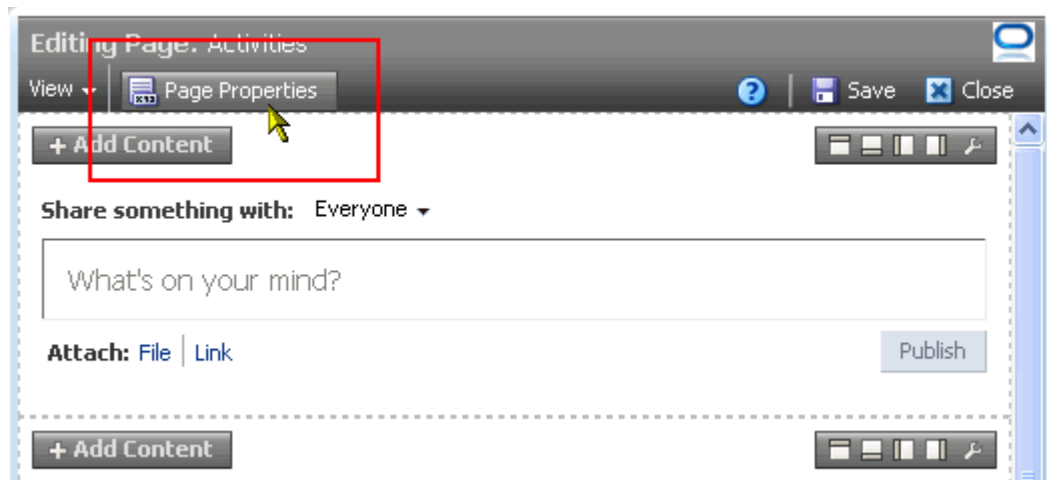 Editing Page: Activities
View Page Properties Save Close
+ Add Content
Share something with: Everyone
What's on your mind?
Attach: File Link Publish
+ Add Content